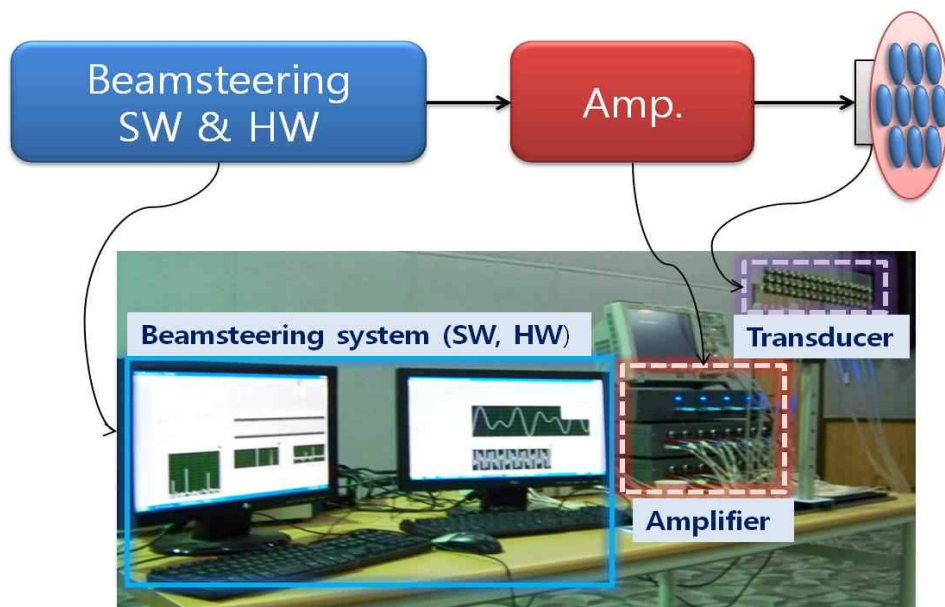 Beamsteering
SW & HW
Amp.
Beamsteering system (SW, HW)
Transducer
Amplifier